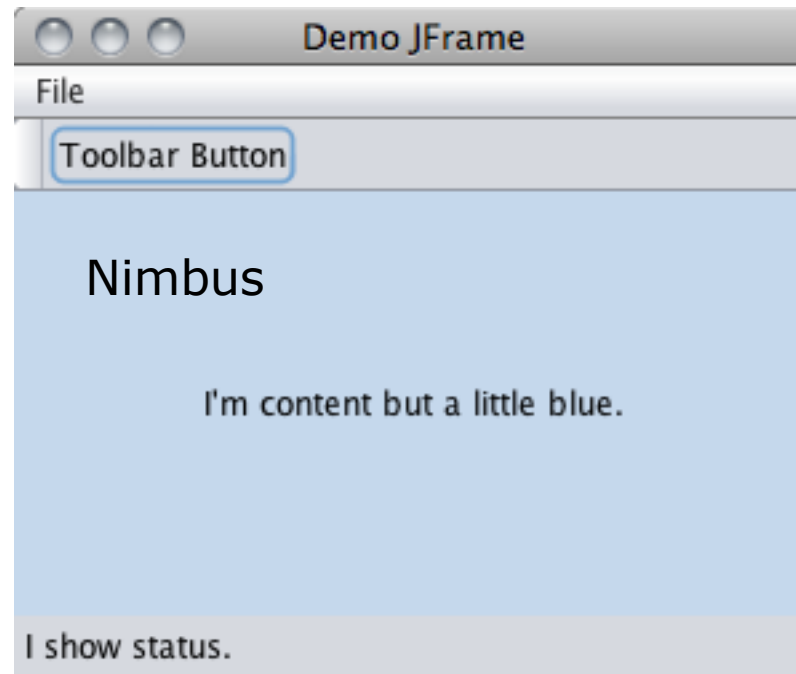 Demo JFrame
File
Toolbar Button
Nimbus
I'm content but a little blue.
I show status.